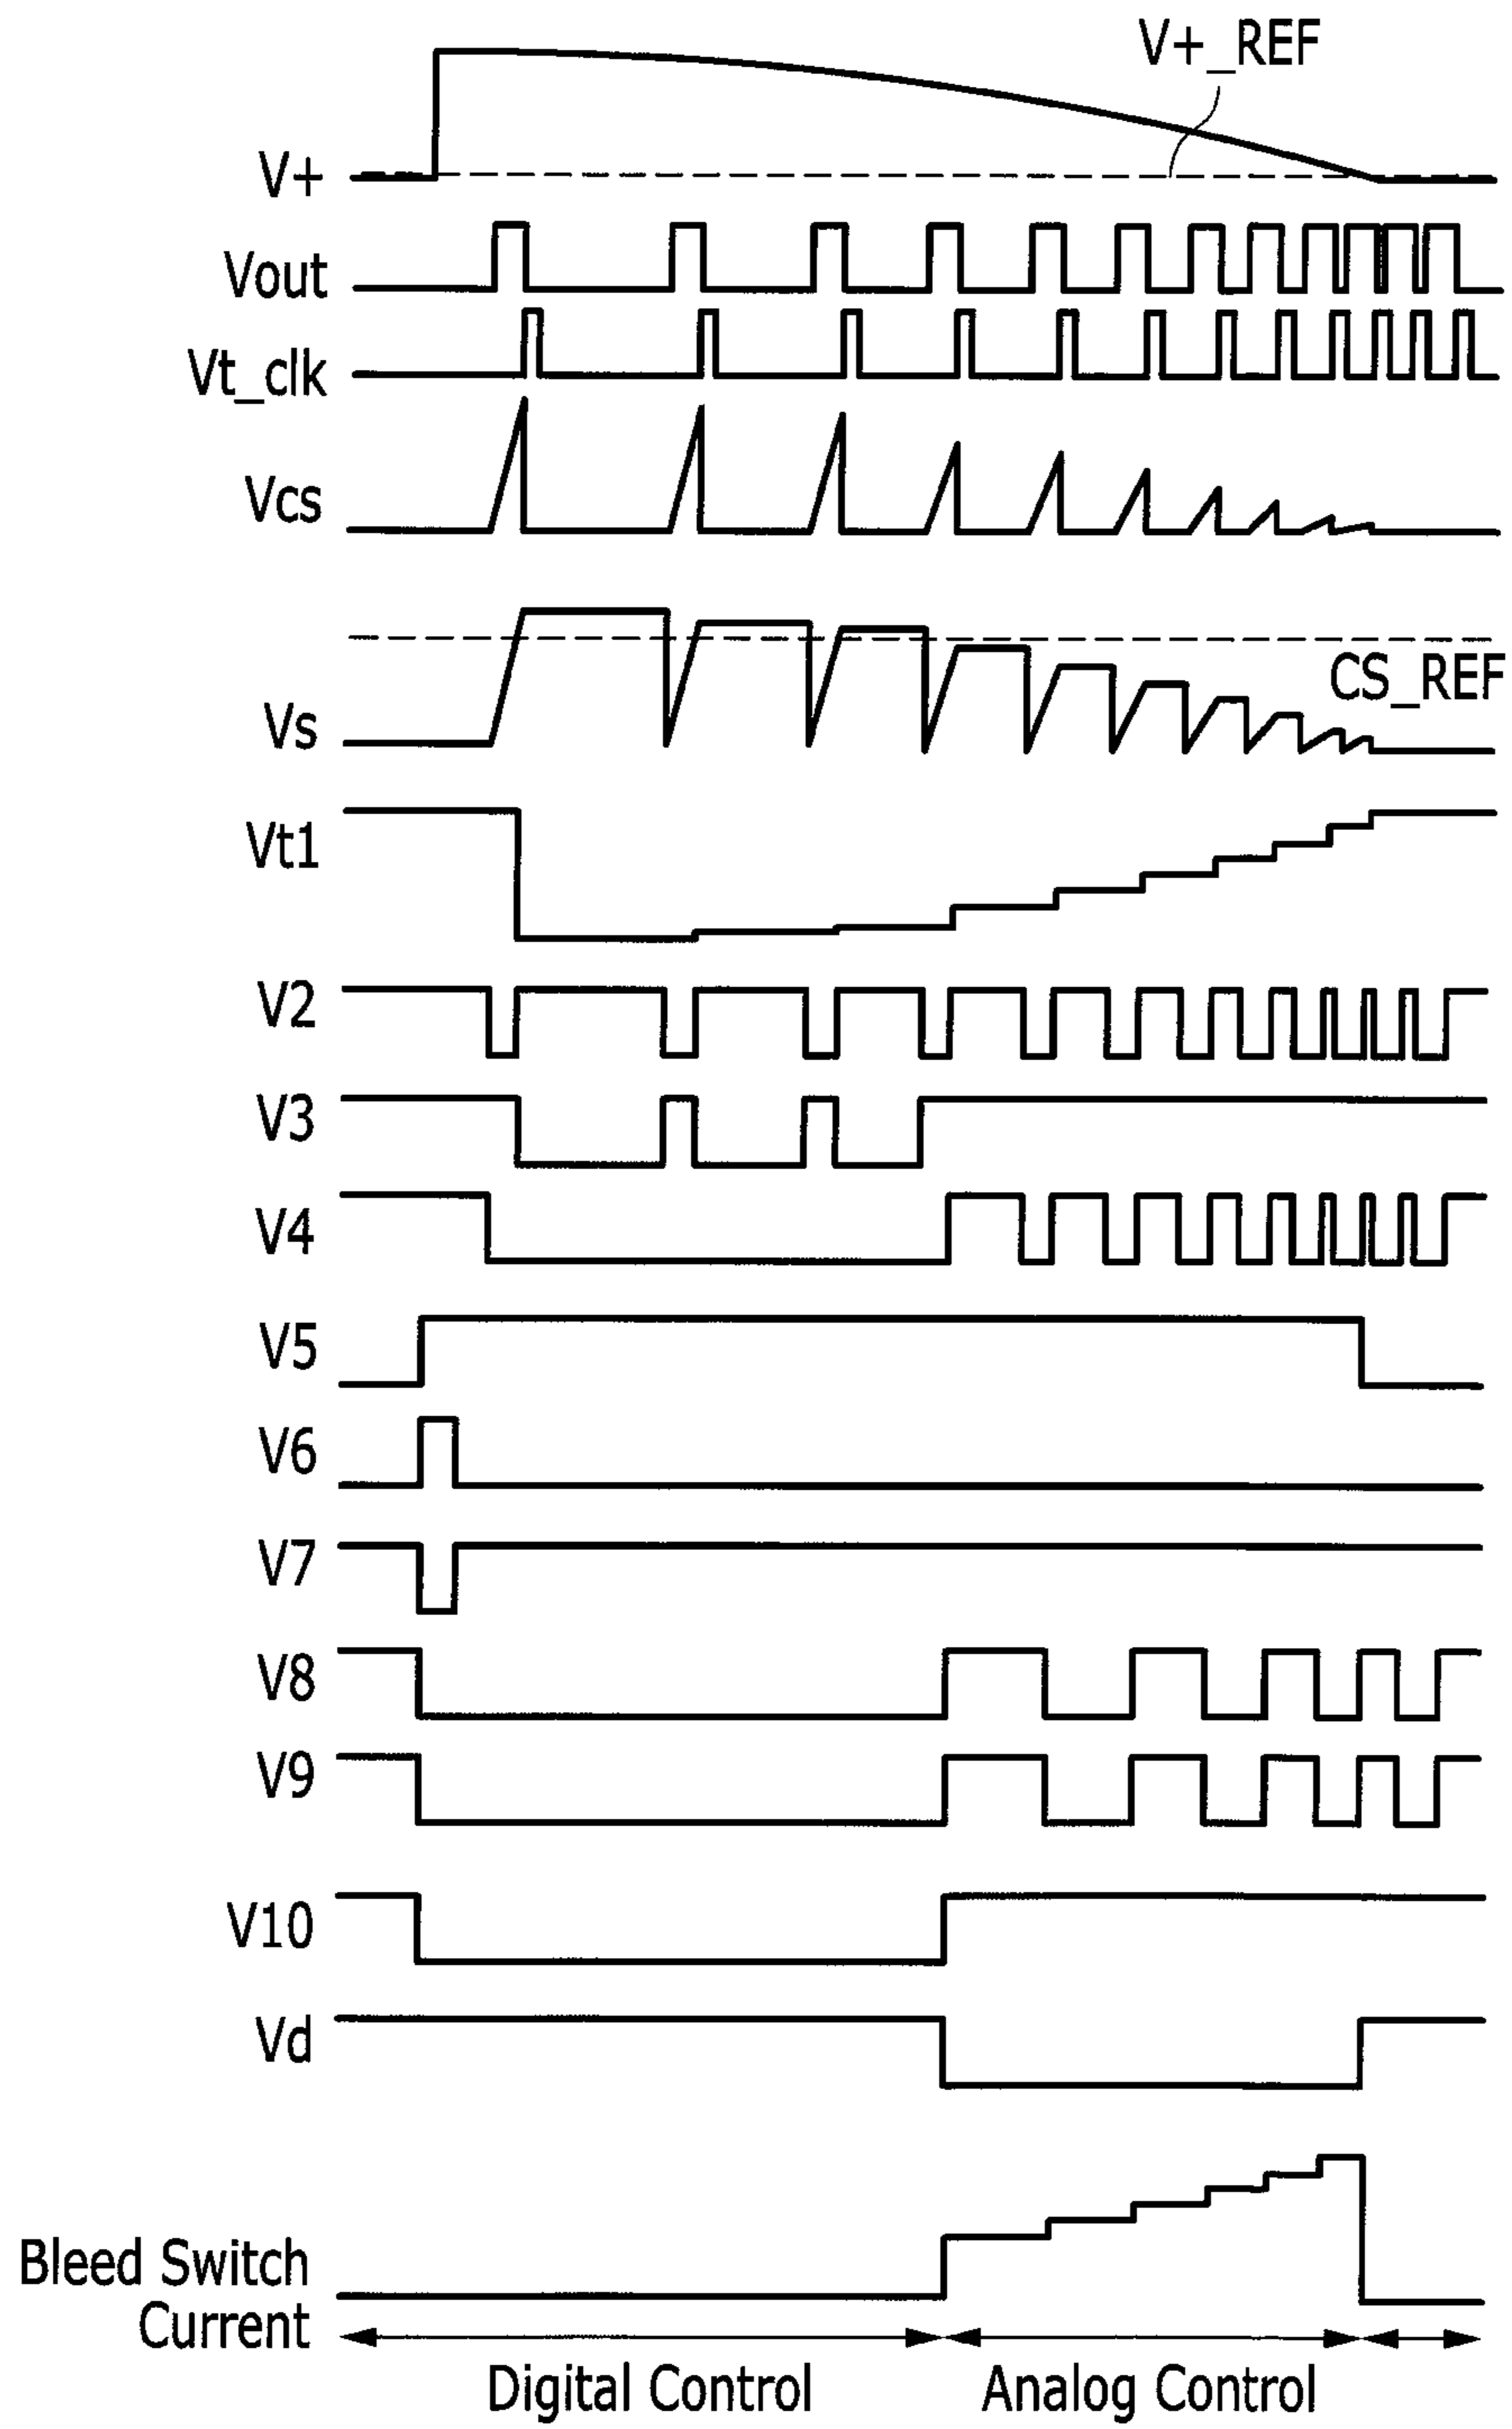 V+_REF
V+
Vout
Vt_clk
Vcs
CS_REF
Vs
Vt1
V2
V3
V4
V5
V6
V7
V8
V9
V10
Vd
Bleed Switch
Current
Digital Control
Analog Control